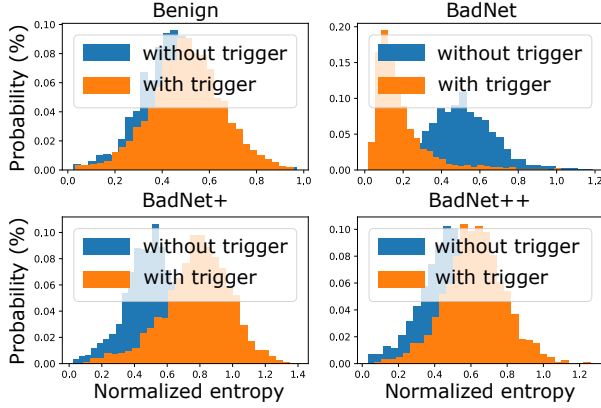 Benign
BadNet
Probability (%)
0.10
0.08
0.06
0.04
0.02
0.00
without trigger
with trigger
0.0 0.2 0.4 0.6 0.8 1.0
0.20
0.15
0.10
0.05
0.00
without trigger
with trigger
0.0 0.2 0.4 0.6 0.8 1.0 1.2
BadNet+
BadNet++
Probability (%)
0.10
0.08
0.06
0.04
0.02
0.00
without trigger
with trigger
0.0 0.2 0.4 0.6 0.8 1.0 1.2 1.4
Normalized entropy
0.10
0.08
0.06
0.04
0.02
0.00
without trigger
with trigger
0.0 0.2 0.4 0.6 0.8 1.0 1.2
Normalized entropy